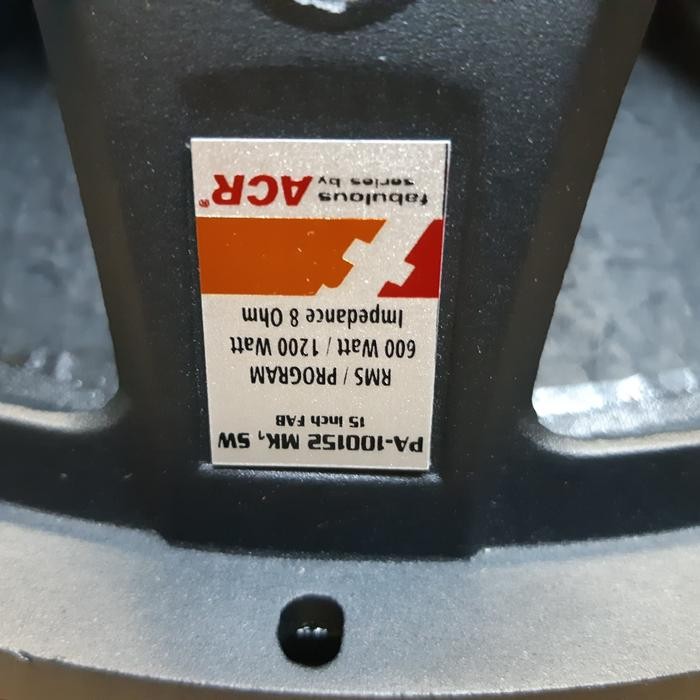 PA-100152 MK, SW
15 inch FAB
RMS / PROGRAM
600 Watt / 1200 Watt
Impedance 8 Ohm
fabulous
series by ACR®